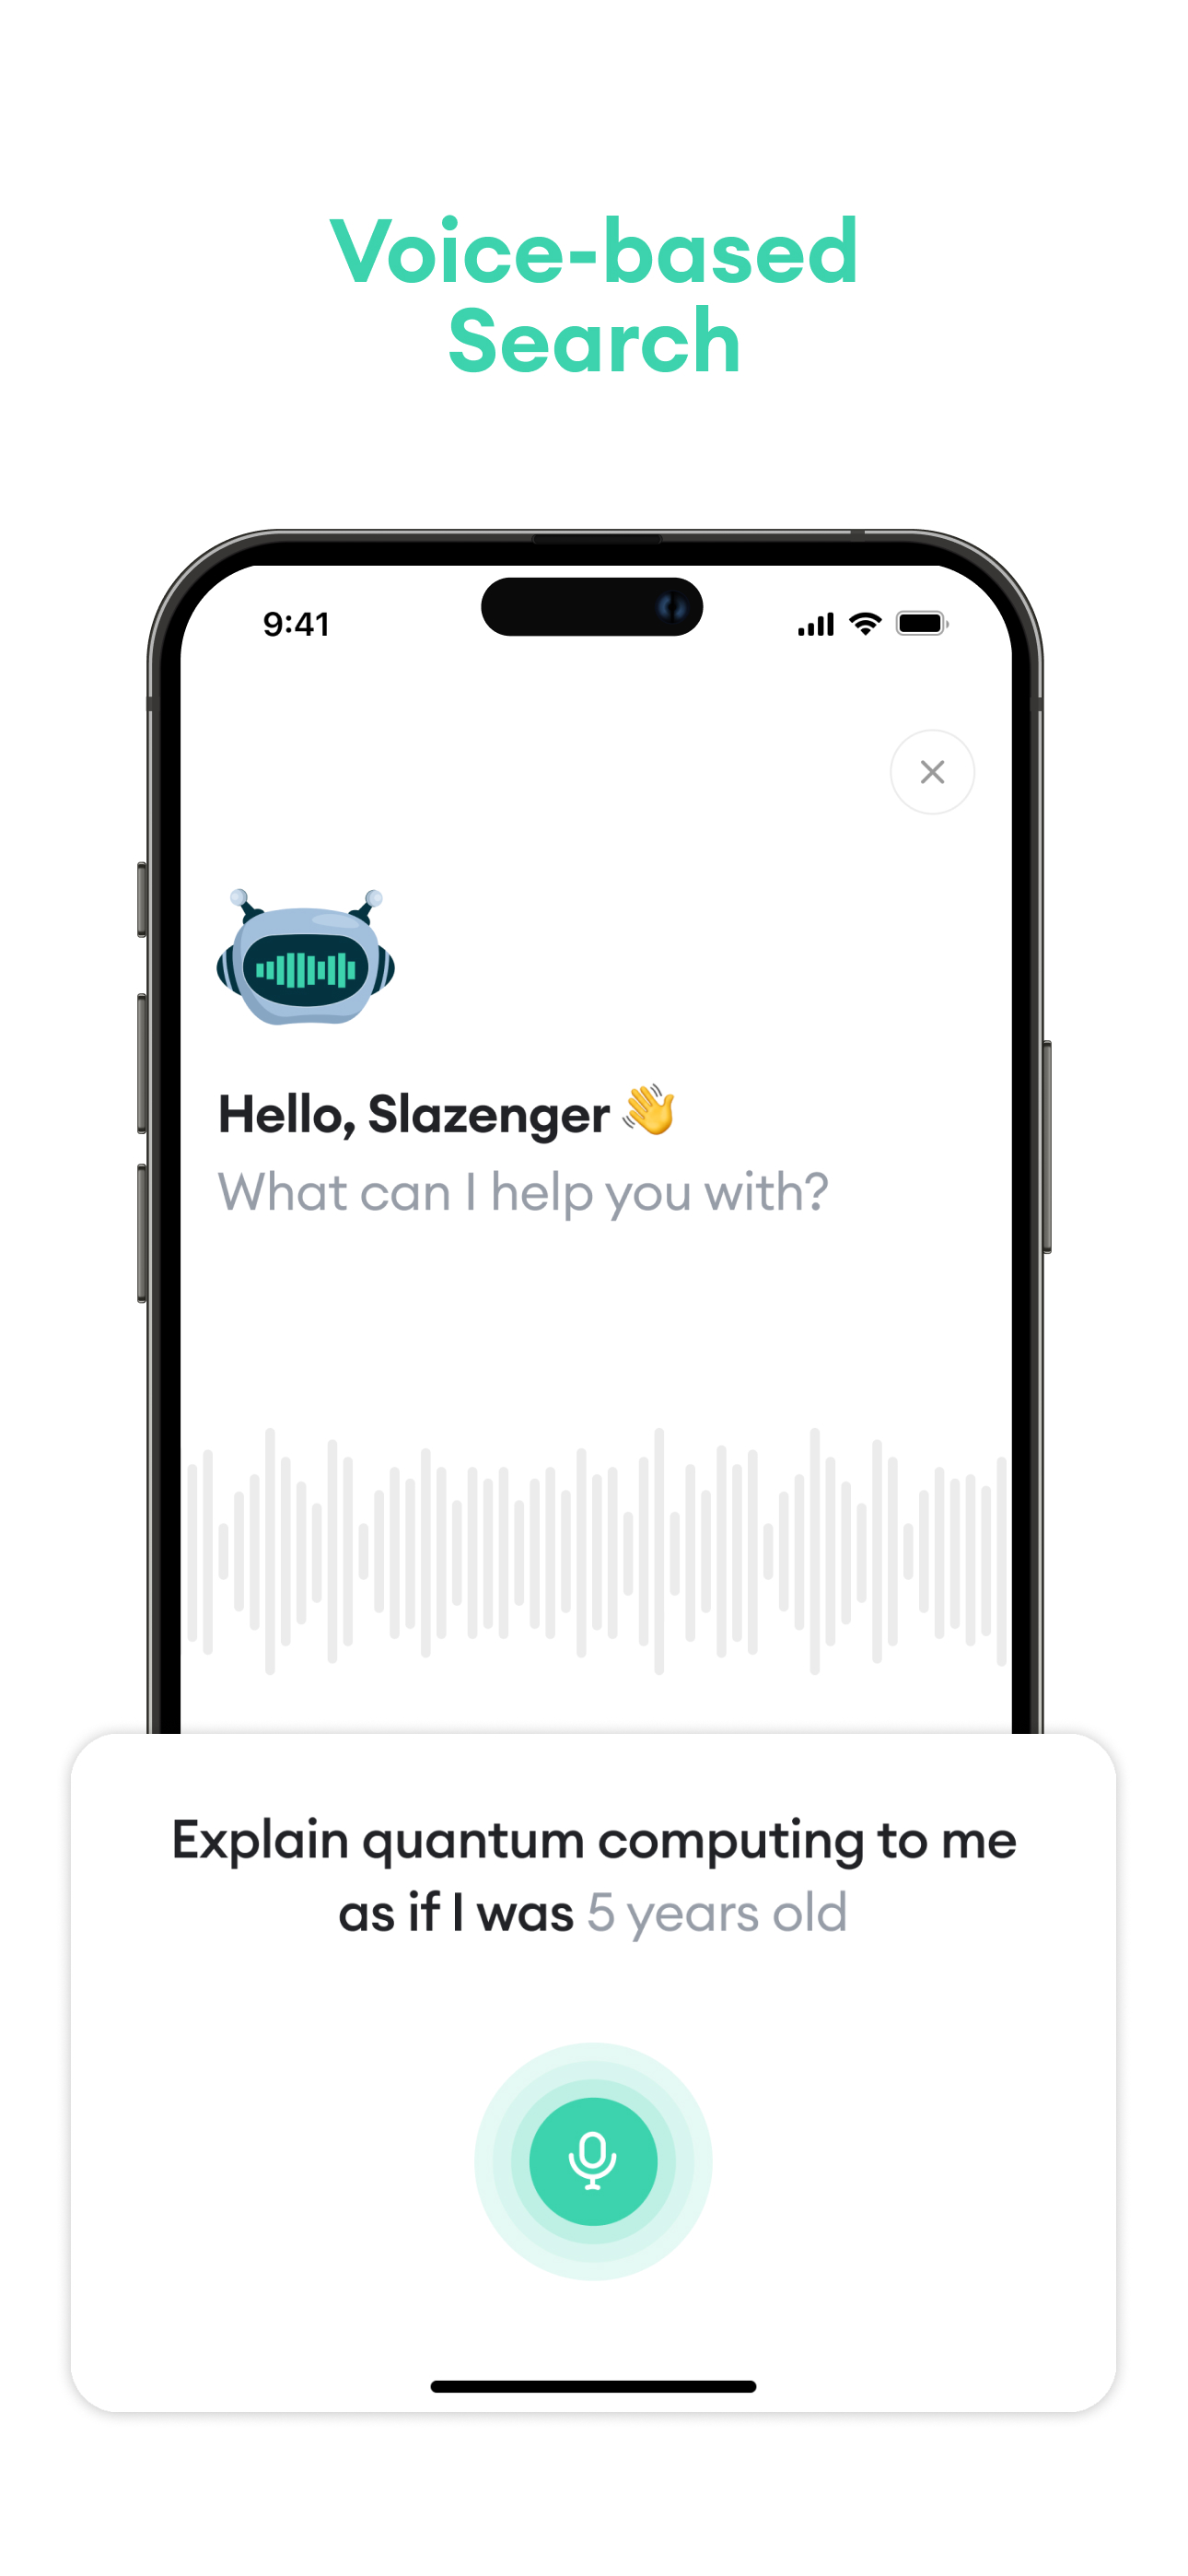 Voice-based
Search
9:41
Hello, Slazenger 👋
What can I help you with?
Explain quantum computing to me
as if I was 5 years old